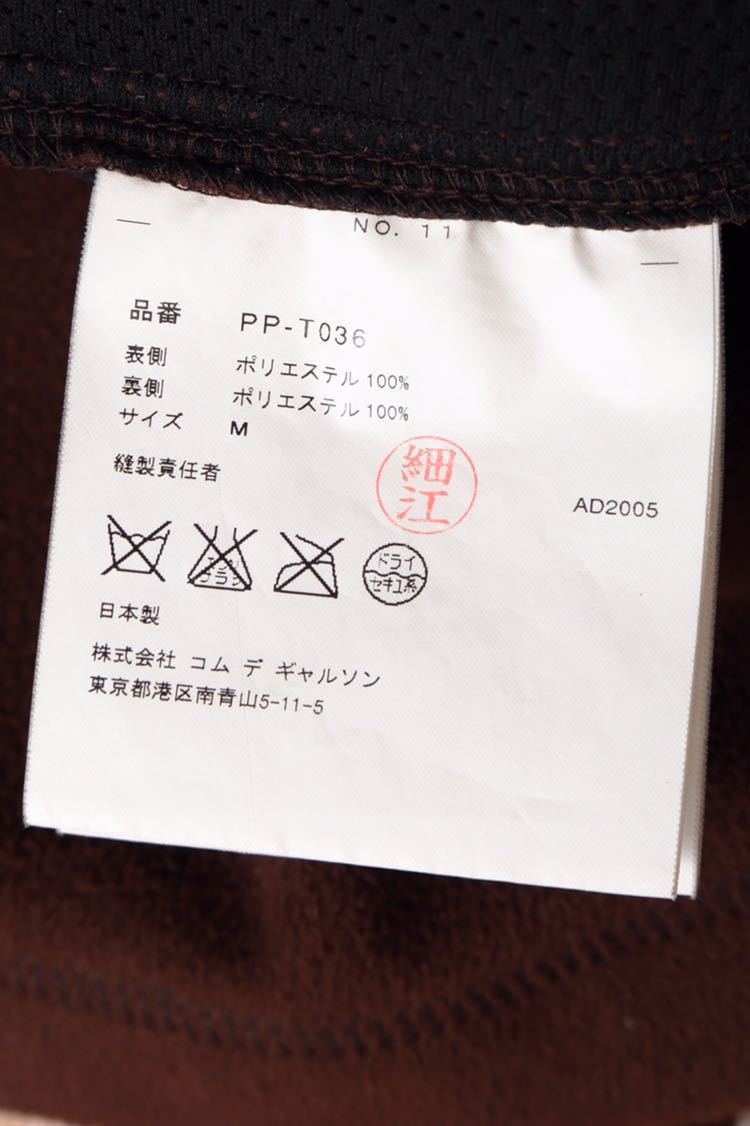 NO. 11
品番 PP-T036
表側 ポリエステル 100%
裏側 ポリエステル 100%
サイズ M
縫製責任者 細江
AD2005
ドライ
セキユ系
日本製
株式会社 コム デ ギャルソン
東京都港区南青山5-11-5